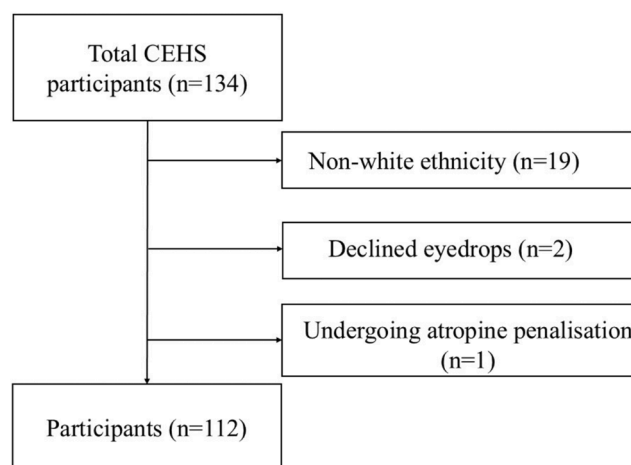 Total CEHS
participants (n=134)
Non-white ethnicity (n=19)
Declined eyedrops (n=2)
Undergoing atropine penalisation
(n=1)
Participants (n=112)